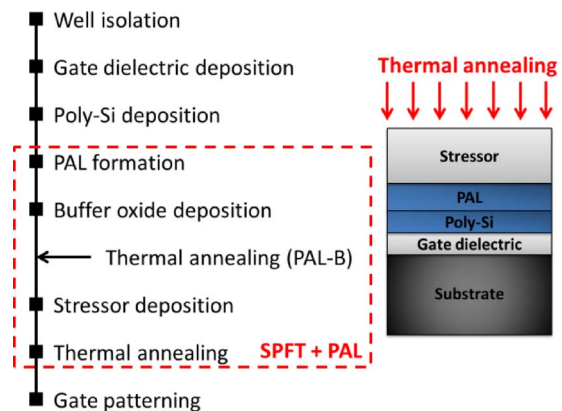 Well isolation
Gate dielectric deposition
Poly-Si deposition
PAL formation
Buffer oxide deposition
Thermal annealing (PAL-B)
Stressor deposition
Thermal annealing
SPFT + PAL
Gate patterning
Thermal annealing
Stressor
PAL
Poly-Si
Gate dielectric
Substrate